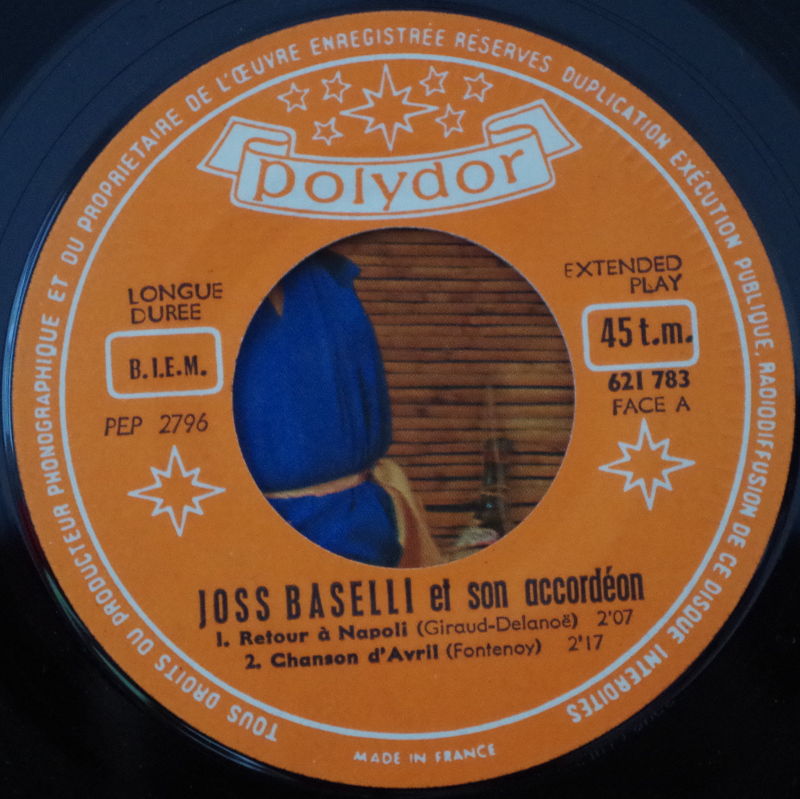 TOUS DROITS DU PRODUCTEUR PHONOGRAPHIQUE ET DU PROPRIÉTAIRE DE L'ŒUVRE ENREGISTRÉE RÉSERVES DUPLICATION EXÉCUTION PUBLIQUE, RADIODIFFUSION DE CE DISQUE INTERDITES
polydor
LONGUE
DUREE
B.I.E.M.
PEP 2796
EXTENDED
PLAY
45 t.m.
621 783
FACE A
JOSS BASELLI et son accordéon
1. Retour à Napoli (Giraud-Delanoë) 2'07
2. Chanson d'Avril (Fontenoy) 2'17
MADE IN FRANCE